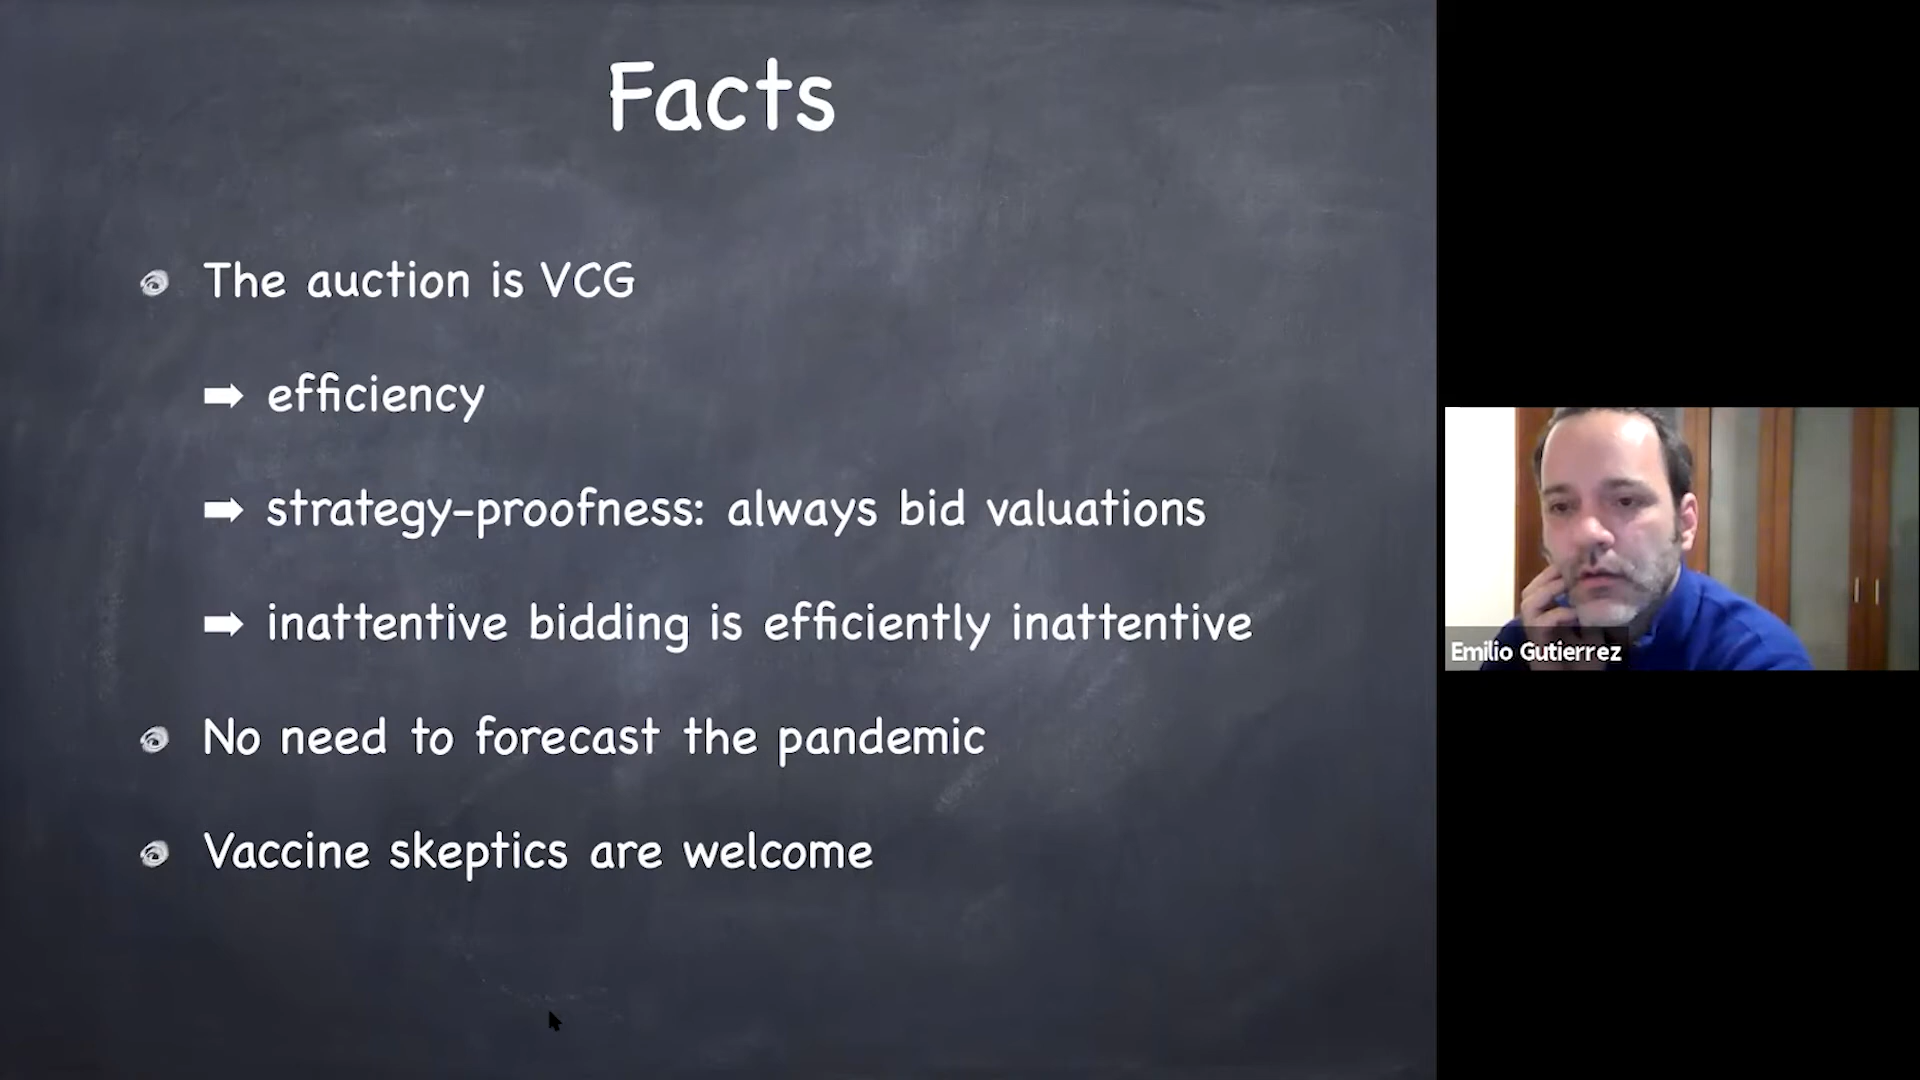 Facts
The auction is VCG
efficiency
strategy-proofness: always bid valuations
inattentive bidding is efficiently inattentive
No need to forecast the pandemic
Vaccine skeptics are welcome
Emilio Gutierrez